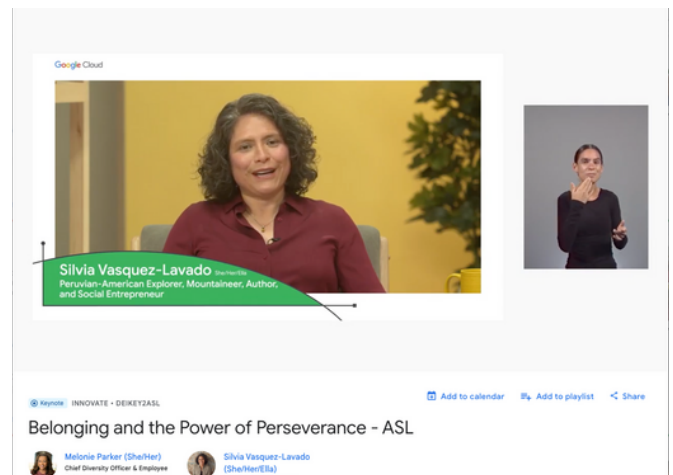 Google Cloud
Silvia Vasquez-Lavado She/Her/Ella
Peruvian-American Explorer, Mountaineer, Author,
and Social Entrepreneur
Keynote INNOVATE • DEIKEY2ASL
Add to calendar Add to playlist Share
Belonging and the Power of Perseverance - ASL
Melonie Parker (She/Her)
Chief Diversity Officer & Employee
Silvia Vasquez-Lavado
(She/Her/Ella)